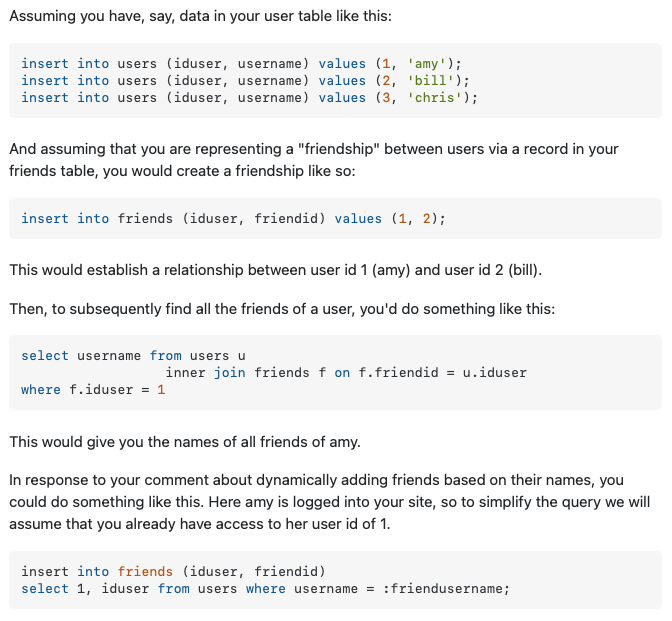 Assuming you have, say, data in your user table like this:
insert into users (iduser, username) values (1, 'amy');
insert into users (iduser, username) values (2, 'bill');
insert into users (iduser, username) values (3, 'chris');
And assuming that you are representing a "friendship" between users via a record in your
friends table, you would create a friendship like so:
insert into friends (iduser, friendid) values (1, 2);
This would establish a relationship between user id 1 (amy) and user id 2 (bill).
Then, to subsequently find all the friends of a user, you'd do something like this:
select username from users u
inner join friends f on f.friendid = u.iduser
where f.iduser = 1
This would give you the names of all friends of amy.
In response to your comment about dynamically adding friends based on their names, you
could do something like this. Here amy is logged into your site, so to simplify the query we will
assume that you already have access to her user id of 1.
insert into friends (iduser, friendid)
select 1, iduser from users where username = :friendusername;